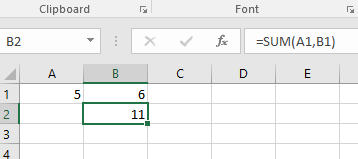 Clipboard Font
B2 fx =SUM(A1,B1)
A B C D E
1 5 6
2 11
3
4